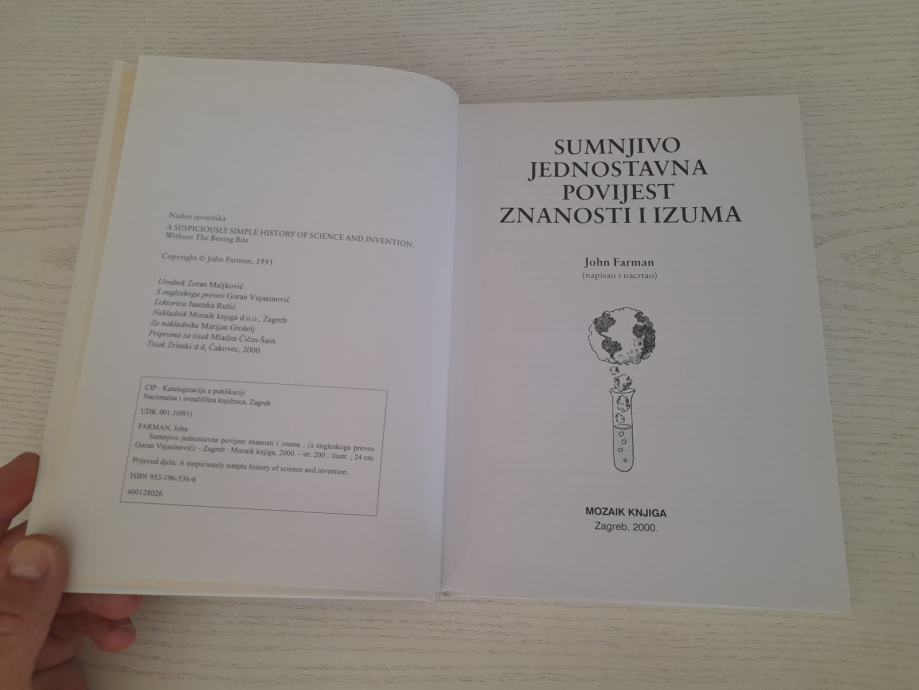 Naslov izvornika
A SUSPICIOUSLY SIMPLE HISTORY OF SCIENCE AND INVENTION:
Without The Boring Bits
Copyright © John Farman, 1991
Urednik Zoran Maljković
S engleskoga preveo Goran Vujasinović
Lektorica Jasenka Ružić
Nakladnik Mozaik knjiga d.o.o., Zagreb
Za nakladnika Marijan Grošelj
Priprema za tisak Mladen Čičin-Šain
Tisak Zrinski d.d, Čakovec, 2000.
CIP - Katalogizacija u publikaciji
Nacionalna i sveučilišna knjižnica, Zagreb
UDK 001.1(091)
FARMAN, John
Sumnjivo jednostavna povijest znanosti i izuma ; (s engleskoga preveo
Goran Vujasinović). - Zagreb : Mozaik knjiga, 2000. - str. 200 ; ilustr ; 24 cm
Prijevod djela: A suspiciously simple history of science and invention.
ISBN 953-196-536-6
400128026
SUMNJIVO
JEDNOSTAVNA
POVIJEST
ZNANOSTI I IZUMA
John Farman
(napisao i nacrtao)
MOZAIK KNJIGA
Zagreb, 2000.